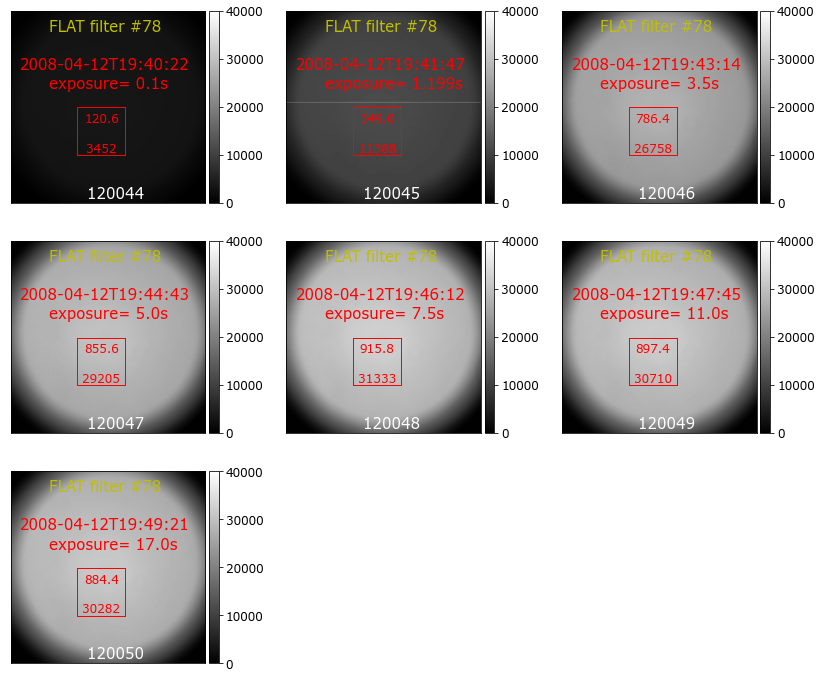 FLAT filter #78
2008-04-12T19:40:22
exposure= 0.1s
120.6
3452
120044
40000
30000
20000
10000
0
FLAT filter #78
2008-04-12T19:41:47
exposure= 1.199s
120045
40000
30000
20000
10000
0
FLAT filter #78
2008-04-12T19:43:14
exposure= 3.5s
786.4
26758
120046
40000
30000
20000
10000
0
FLAT filter #78
2008-04-12T19:44:43
exposure= 5.0s
855.6
29205
120047
40000
30000
20000
10000
0
FLAT filter #78
2008-04-12T19:46:12
exposure= 7.5s
915.8
31333
120048
40000
30000
20000
10000
0
FLAT filter #78
2008-04-12T19:47:45
exposure= 11.0s
897.4
30710
120049
40000
30000
20000
10000
0
FLAT filter #78
2008-04-12T19:49:21
exposure= 17.0s
884.4
30282
120050
40000
30000
20000
10000
0